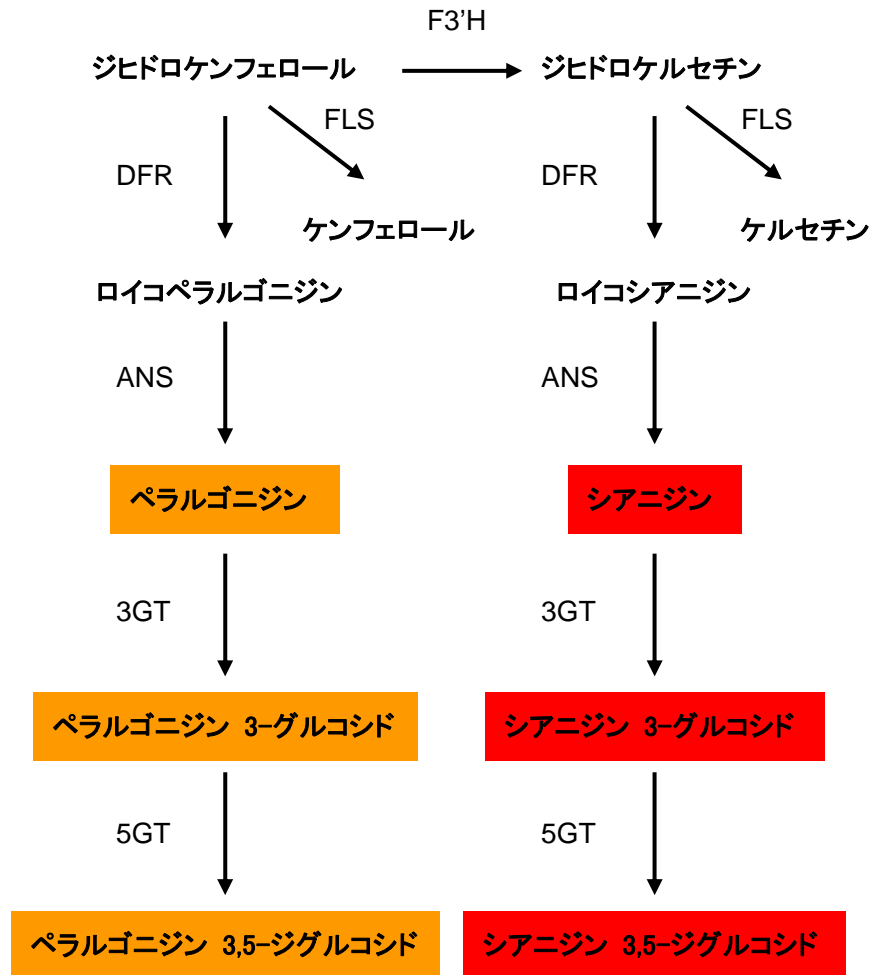 F3’H
ジヒドロケンフェロール ジヒドロケルセチン
FLS FLS
DFR DFR
ケンフェロール ケルセチン
ロイコペラルゴニジン ロイコシアニジン
ANS ANS
ペラルゴニジン シアニジン
3GT 3GT
ペラルゴニジン 3-グルコシド シアニジン 3-グルコシド
5GT 5GT
ペラルゴニジン 3,5-ジグルコシド シアニジン 3,5-ジグルコシド